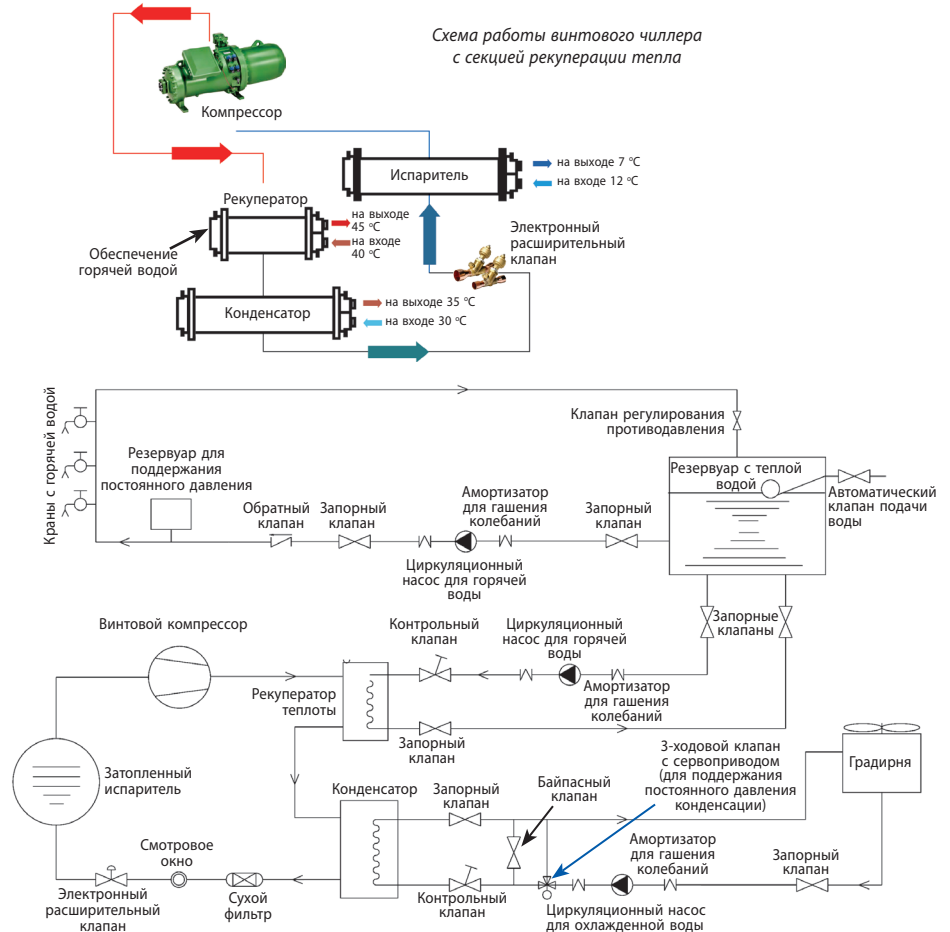 Схема работы винтового чиллера
с секцией рекуперации тепла
Компрессор
Испаритель
на выходе 7 °C
на входе 12 °C
Рекуператор
на выходе
45 °C
на входе
40 °C
Обеспечение
горячей водой
Электронный
расширительный
клапан
Конденсатор
на выходе 35 °C
на входе 30 °C
Краны с горячей водой
Клапан регулирования
противодавления
Резервуар для
поддержания
постоянного давления
Резервуар с теплой
водой
Автоматический
клапан подачи
воды
Обратный
клапан
Запорный
клапан
Амортизатор
для гашения
колебаний
Запорный
клапан
Циркуляционный
насос для горячей
воды
Винтовой компрессор
Контрольный
клапан
Циркуляционный
насос для горячей
воды
Запорные
клапаны
Рекуператор
теплоты
Амортизатор
для гашения
колебаний
Запорный
клапан
3-ходовой клапан
с сервоприводом
(для поддержания
постоянного давления
конденсации)
Градирня
Затопленный
испаритель
Конденсатор
Запорный
клапан
Байпасный
клапан
Смотровое
окно
Амортизатор
для гашения
колебаний
Запорный
клапан
Электронный
расширительный
клапан
Сухой
фильтр
Контрольный
клапан
Циркуляционный насос
для охлажденной воды